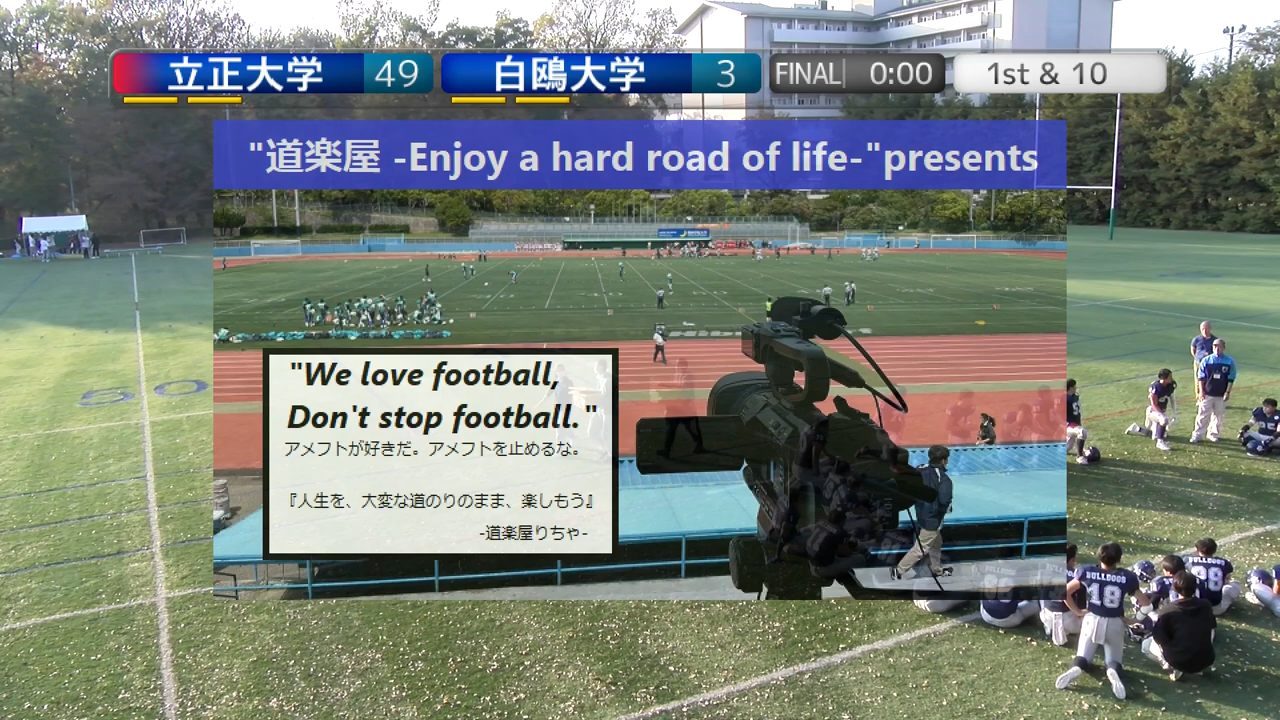 立正大学 49 白鴎大学 3 FINAL 0:00 1st & 10
"道楽屋 -Enjoy a hard road of life-"presents
"We love football,
Don't stop football."
アメフトが好きだ。アメフトを止めるな。
『人生を、大変な道のりのまま、楽しもう』
-道楽屋りちゃ-
50
BULLDOGS
18
BULLDOGS